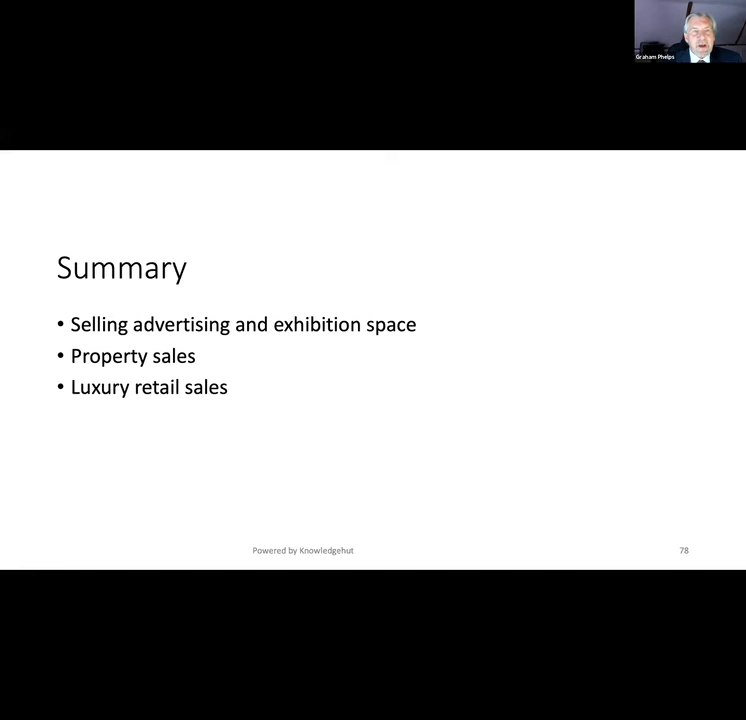 Graham Phelps
Summary
• Selling advertising and exhibition space
• Property sales
• Luxury retail sales
Powered by Knowledgehut
78